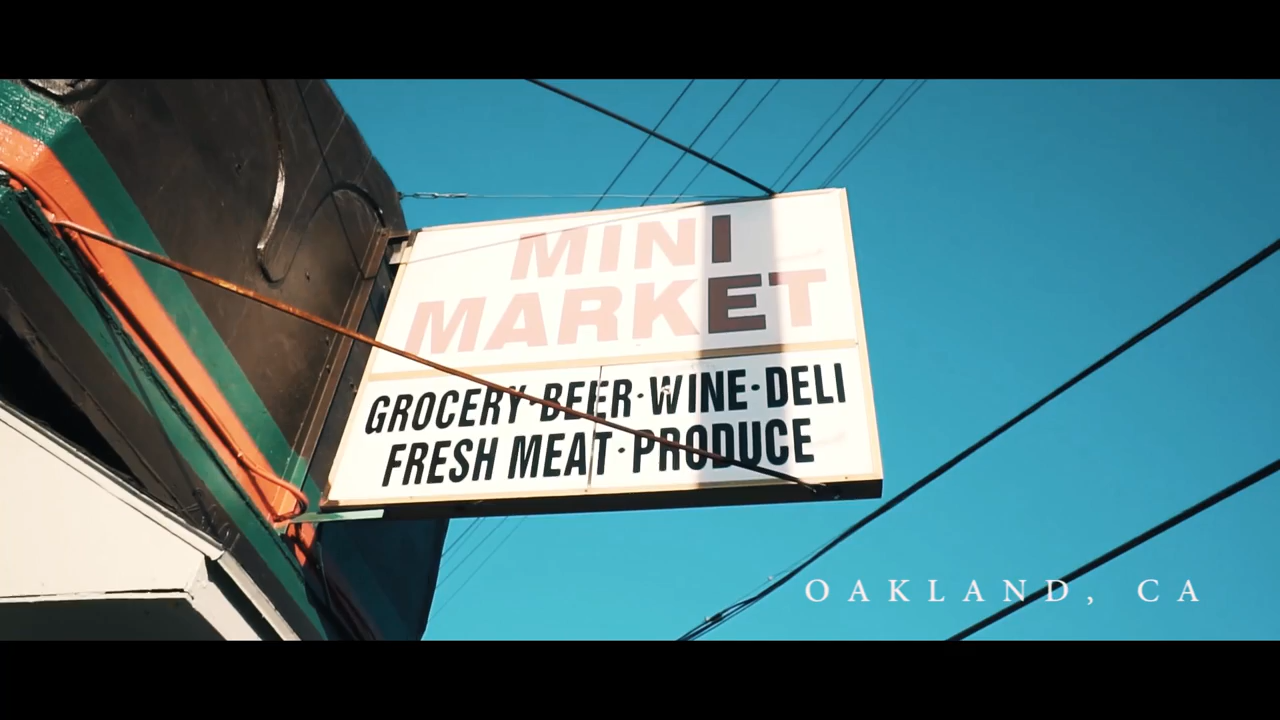 MINI
MARKET
GROCERY·BEER·WINE·DELI
FRESH MEAT·PRODUCE
OAKLAND, CA